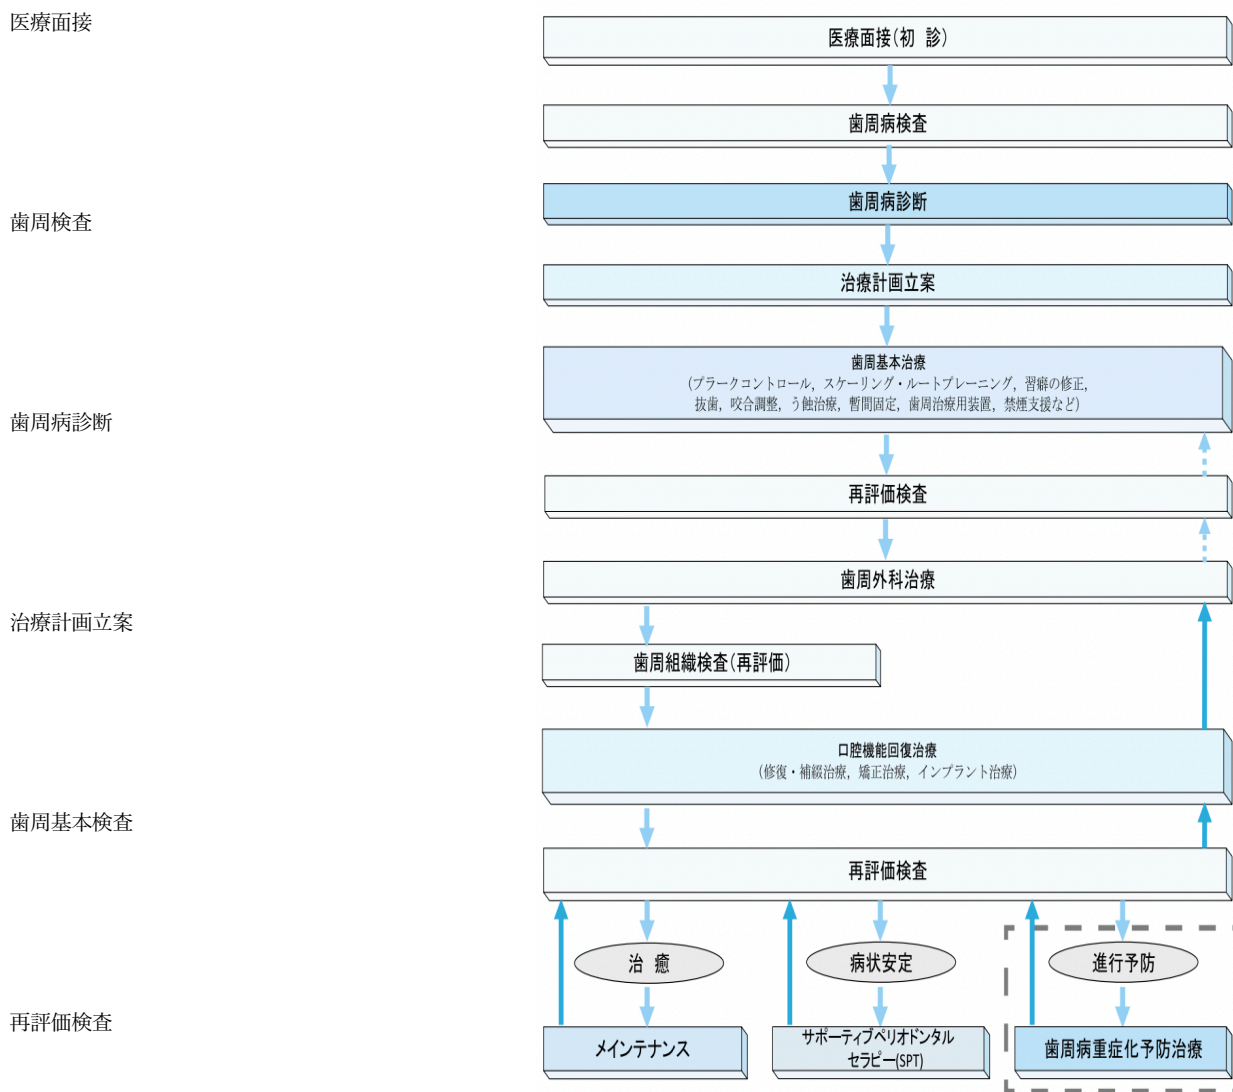 医療面接
歯周検査
歯周病診断
治療計画立案
歯周基本検査
再評価検査
医療面接(初 診)
歯周病検査
歯周病診断
治療計画立案
歯周基本治療
(プラークコントロール，スケーリング・ルートプレーニング，習癖の修正，
抜歯，咬合調整，う蝕治療，暫間固定，歯周治療用装置，禁煙支援など)
再評価検査
歯周外科治療
歯周組織検査(再評価)
口腔機能回復治療
(修復・補綴治療，矯正治療，インプラント治療)
再評価検査
治 癒
病状安定
進行予防
メインテナンス
サポーティブペリオドンタル
セラピー(SPT)
歯周病重症化予防治療